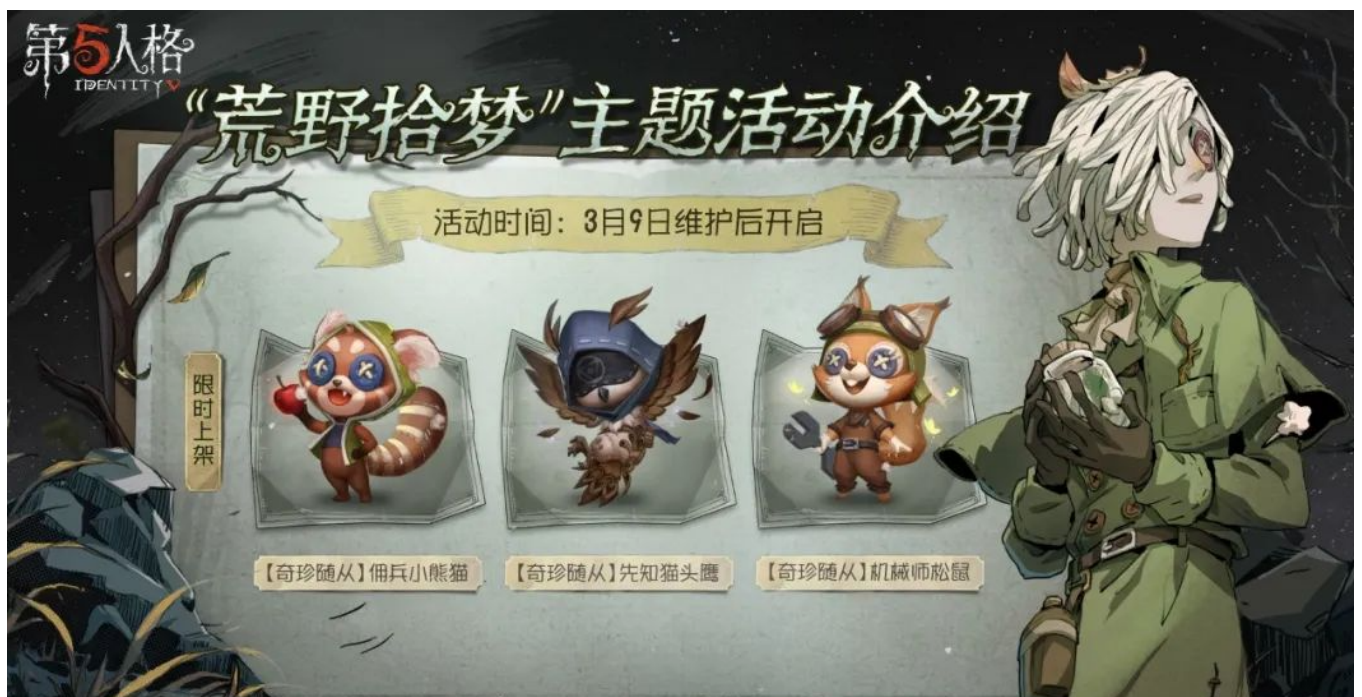 第5人格
IDENTITY V
“荒野拾梦”主题活动介绍
活动时间：3月9日维护后开启
限时上架
【奇珍随从】佣兵小熊猫
【奇珍随从】先知猫头鹰
【奇珍随从】机械师松鼠